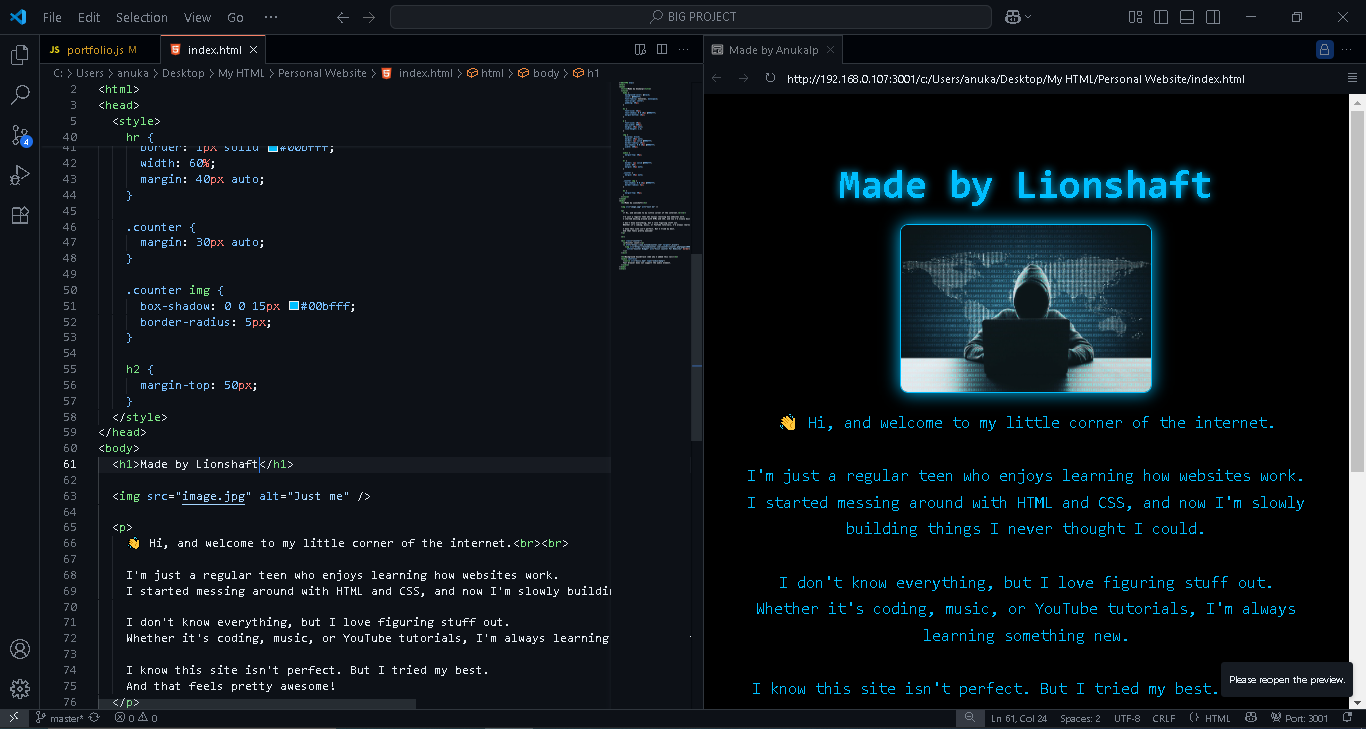 File Edit Selection View Go ··· BIG PROJECT
JS portfolio.js M index.html
C: > Users > anuka > Desktop > My HTML > Personal Website > index.html > html > body > h1
2 <html>
3 <head>
5 <style>
40 hr {
41 border: 1px solid #00bfff;
42 width: 60%;
43 margin: 40px auto;
44 }
45
46 .counter {
47 margin: 30px auto;
48 }
49
50 .counter img {
51 box-shadow: 0 0 15px #00bfff;
52 border-radius: 5px;
53 }
54
55 h2 {
56 margin-top: 50px;
57 }
58 </style>
59 </head>
60 <body>
61 <h1>Made by Lionshaft</h1>
62
63 <img src="image.jpg" alt="Just me" />
64
65 <p>
66 👋 Hi, and welcome to my little corner of the internet.<br><br>
67
68 I'm just a regular teen who enjoys learning how websites work.
69 I started messing around with HTML and CSS, and now I'm slowly buildin
70
71 I don't know everything, but I love figuring stuff out.
72 Whether it's coding, music, or YouTube tutorials, I'm always learning
73
74 I know this site isn't perfect. But I tried my best.
75 And that feels pretty awesome!
76 </p>
Made by Anukalp
http://192.168.0.107:3001/c:/Users/anuka/Desktop/My HTML/Personal Website/index.html
Made by Lionshaft
👋 Hi, and welcome to my little corner of the internet.
I'm just a regular teen who enjoys learning how websites work.
I started messing around with HTML and CSS, and now I'm slowly
building things I never thought I could.
I don't know everything, but I love figuring stuff out.
Whether it's coding, music, or YouTube tutorials, I'm always
learning something new.
I know this site isn't perfect. But I tried my best.
Please reopen the preview.
4
master* 0 0 Ln 61, Col 24 Spaces: 2 UTF-8 CRLF HTML Port: 3001